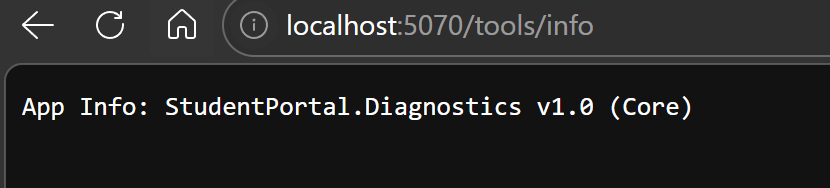 localhost:5070/tools/info
App Info: StudentPortal.Diagnostics v1.0 (Core)